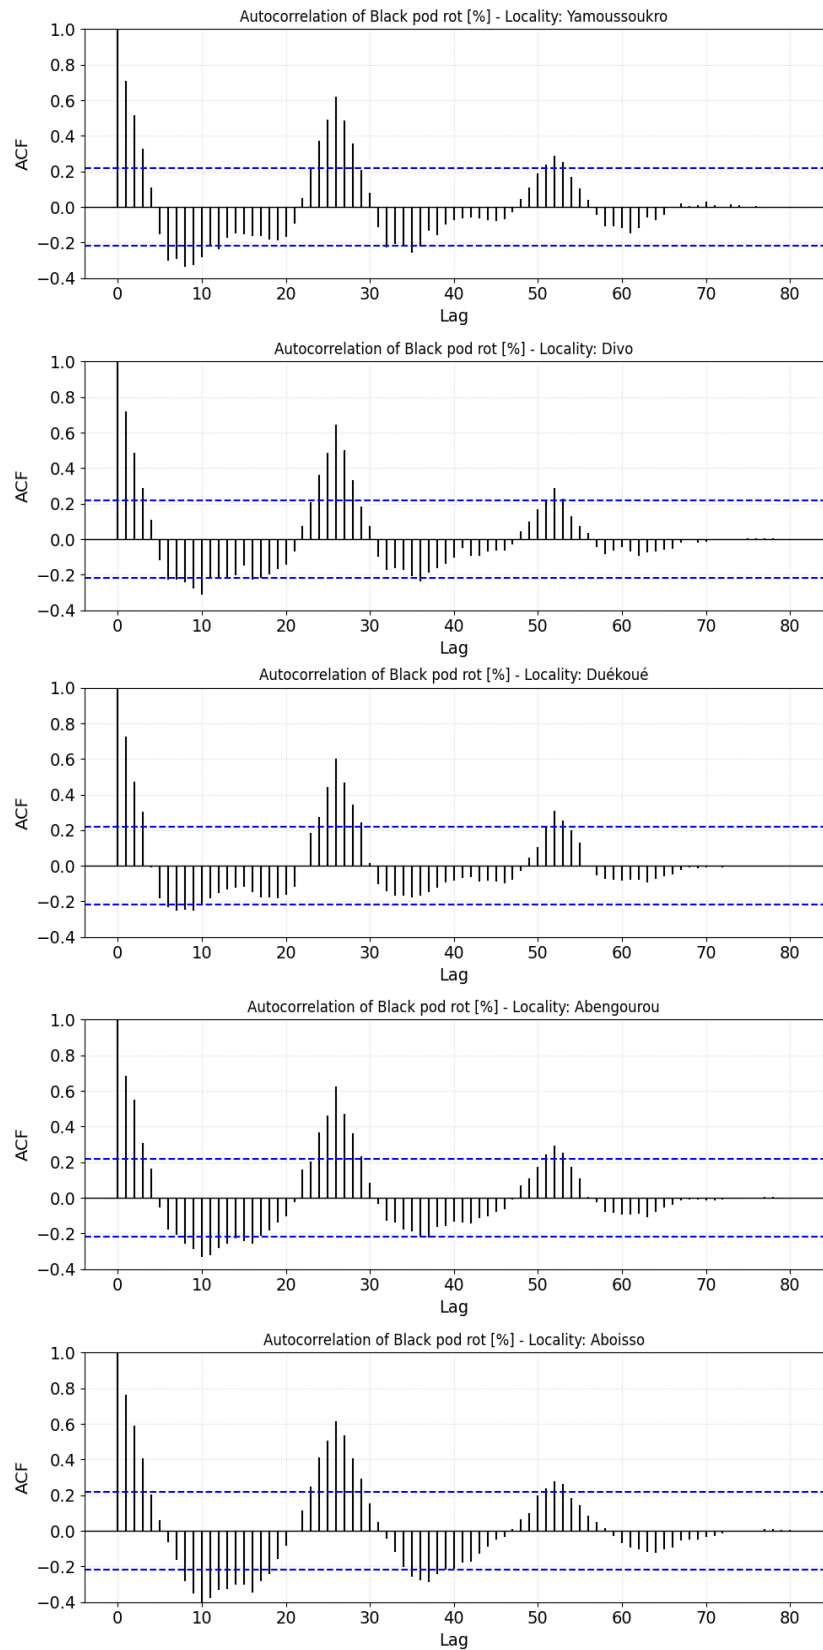 Autocorrelation of Black pod rot [%] - Locality: Yamoussoukro
1.0
0.8
0.6
0.4
0.2
0.0
−0.2
−0.4
ACF
0 10 20 30 40 50 60 70 80
Lag
Autocorrelation of Black pod rot [%] - Locality: Divo
1.0
0.8
0.6
0.4
0.2
0.0
−0.2
−0.4
ACF
0 10 20 30 40 50 60 70 80
Lag
Autocorrelation of Black pod rot [%] - Locality: Duékoué
1.0
0.8
0.6
0.4
0.2
0.0
−0.2
−0.4
ACF
0 10 20 30 40 50 60 70 80
Lag
Autocorrelation of Black pod rot [%] - Locality: Abengourou
1.0
0.8
0.6
0.4
0.2
0.0
−0.2
−0.4
ACF
0 10 20 30 40 50 60 70 80
Lag
Autocorrelation of Black pod rot [%] - Locality: Aboisso
1.0
0.8
0.6
0.4
0.2
0.0
−0.2
−0.4
ACF
0 10 20 30 40 50 60 70 80
Lag